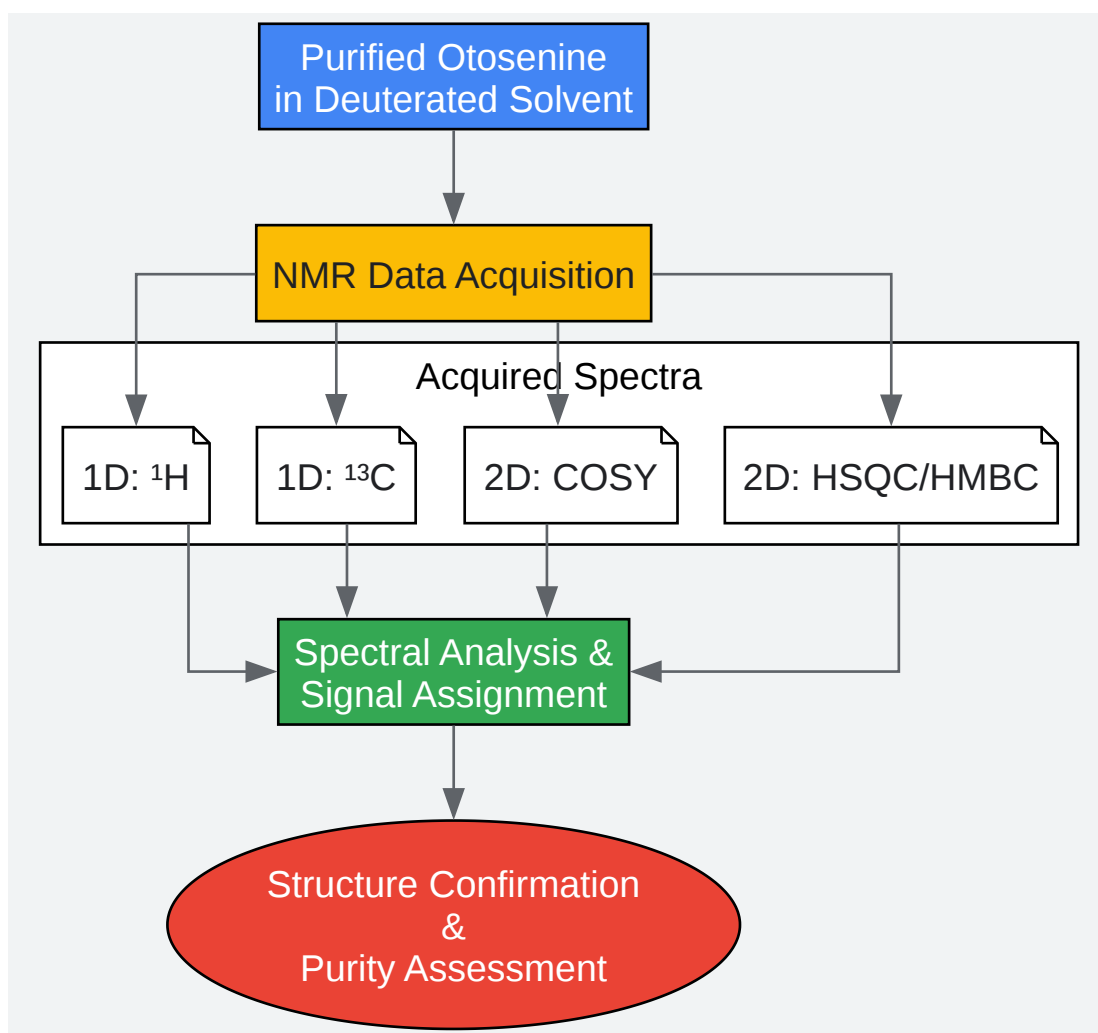 Purified Otosenine
in Deuterated Solvent
NMR Data Acquisition
Acquired Spectra
1D: ¹H
1D: ¹³C
2D: COSY
2D: HSQC/HMBC
Spectral Analysis &
Signal Assignment
Structure Confirmation
&
Purity Assessment